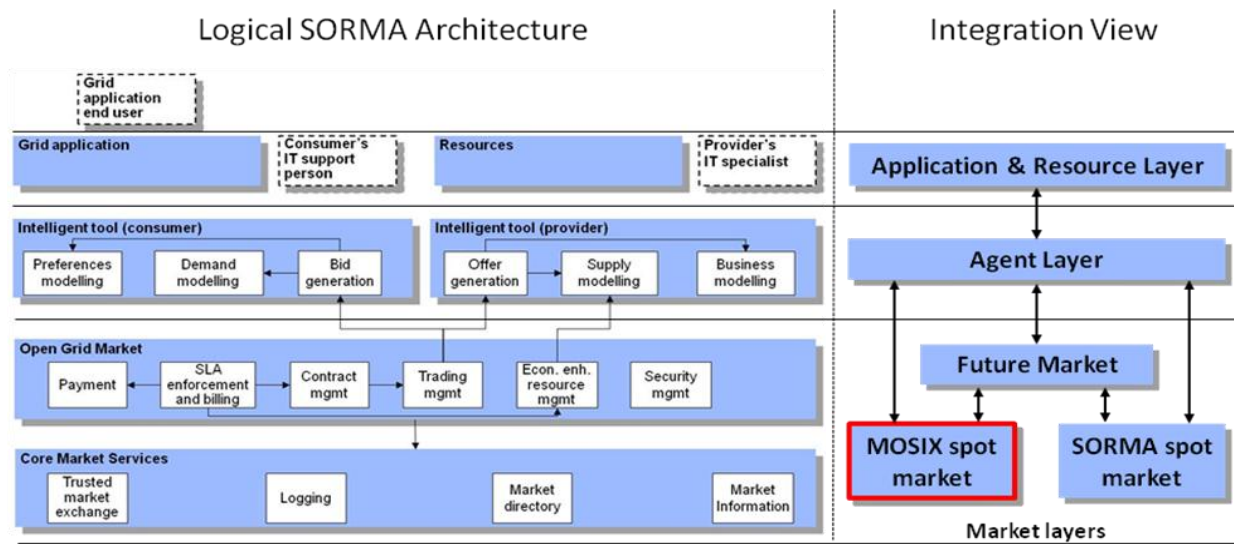 Logical SORMA Architecture
Integration View
Grid
application
end user
Grid application
Consumer's
IT support
person
Resources
Provider's
IT specialist
Application & Resource Layer
Intelligent tool (consumer)
Preferences
modelling
Demand
modelling
Bid
generation
Intelligent tool (provider)
Offer
generation
Supply
modelling
Business
modelling
Agent Layer
Open Grid Market
Payment
SLA
enforcement
and billing
Contract
mgmt
Trading
mgmt
Econ. enh.
resource
mgmt
Security
mgmt
Future Market
Core Market Services
Trusted
market
exchange
Logging
Market
directory
Market
Information
MOSIX spot
market
SORMA spot
market
Market layers